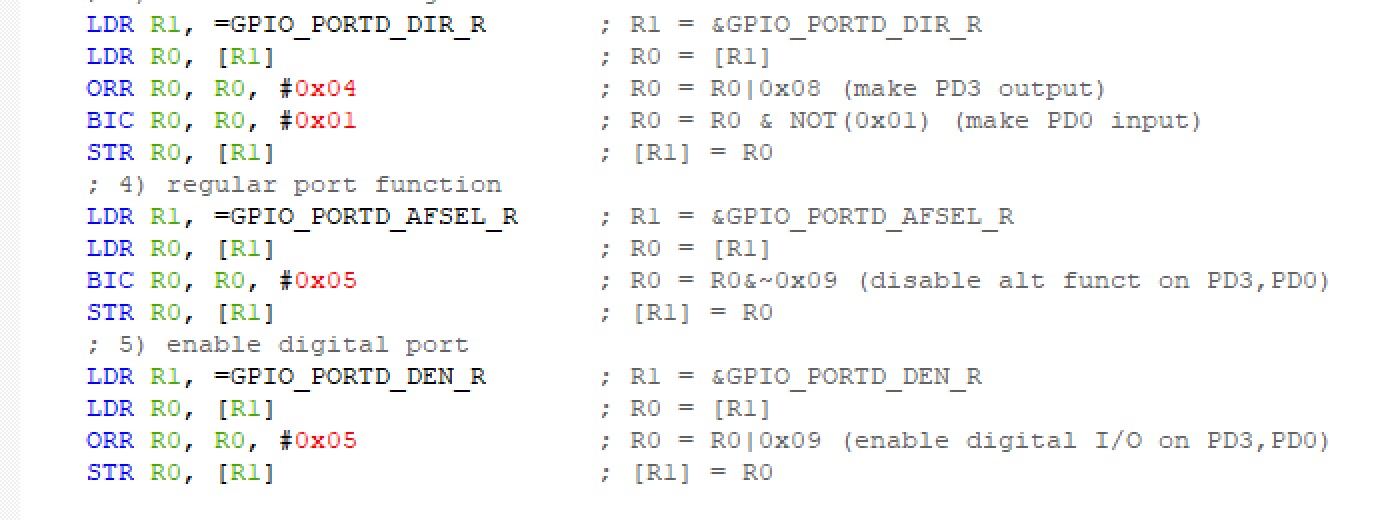 LDR R1, =GPIO_PORTD_DIR_R ; R1 = &GPIO_PORTD_DIR_R
LDR R0, [R1] ; R0 = [R1]
ORR R0, R0, #0x04 ; R0 = R0|0x08 (make PD3 output)
BIC R0, R0, #0x01 ; R0 = R0 & NOT(0x01) (make PD0 input)
STR R0, [R1] ; [R1] = R0
; 4) regular port function
LDR R1, =GPIO_PORTD_AFSEL_R ; R1 = &GPIO_PORTD_AFSEL_R
LDR R0, [R1] ; R0 = [R1]
BIC R0, R0, #0x05 ; R0 = R0&~0x09 (disable alt funct on PD3,PD0)
STR R0, [R1] ; [R1] = R0
; 5) enable digital port
LDR R1, =GPIO_PORTD_DEN_R ; R1 = &GPIO_PORTD_DEN_R
LDR R0, [R1] ; R0 = [R1]
ORR R0, R0, #0x05 ; R0 = R0|0x09 (enable digital I/O on PD3,PD0)
STR R0, [R1] ; [R1] = R0